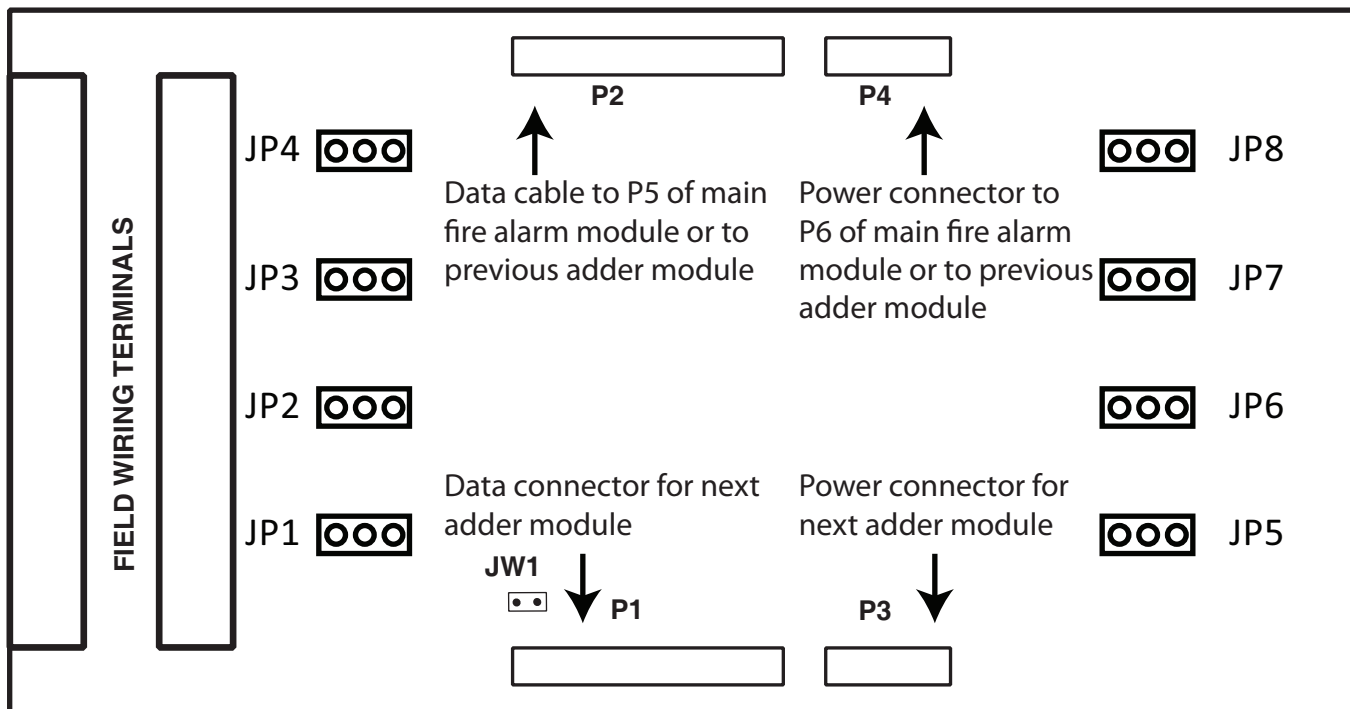 P2
P4
JP4
JP8
Data cable to P5 of main
fire alarm module or to
previous adder module
Power connector to
P6 of main fire alarm
module or to previous
adder module
JP3
JP7
FIELD WIRING TERMINALS
JP2
JP6
Data connector for next
adder module
Power connector for
next adder module
JP1
JP5
JW1
P1
P3